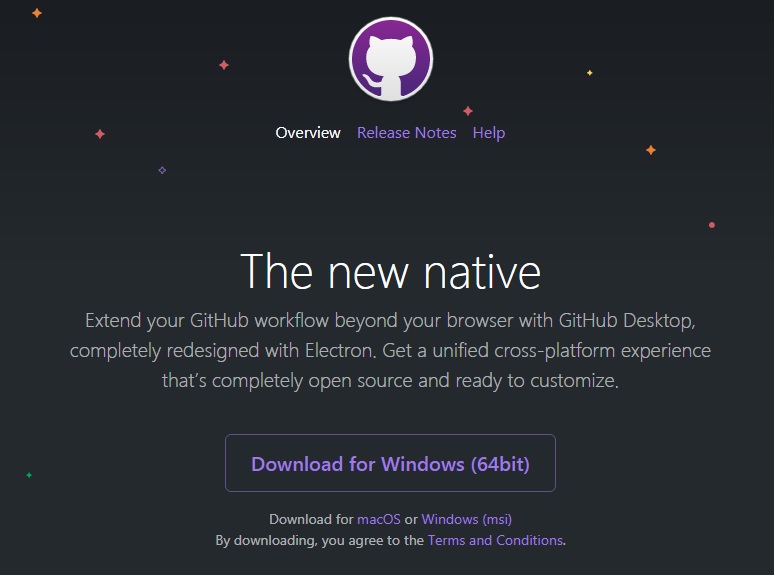 Overview Release Notes Help
The new native
Extend your GitHub workflow beyond your browser with GitHub Desktop,
completely redesigned with Electron. Get a unified cross-platform experience
that's completely open source and ready to customize.
Download for Windows (64bit)
Download for macOS or Windows (msi)
By downloading, you agree to the Terms and Conditions.